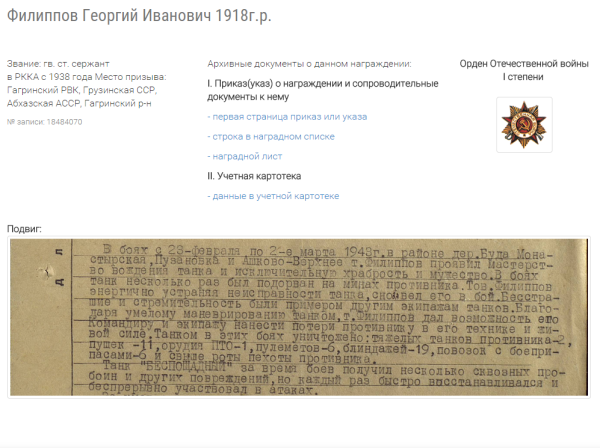 Филиппов Георгий Иванович 1918г.р.
Звание: гв. ст. сержант
в РККА с 1938 года Место призыва:
Гагринский РВК, Грузинская ССР,
Абхазская АССР, Гагринский р-н
№ записи: 18484070
Архивные документы о данном награждении:
I. Приказ(указ) о награждении и сопроводительные
документы к нему
- первая страница приказ или указа
- строка в наградном списке
- наградной лист
II. Учетная картотека
- данные в учетной картотеке
Орден Отечественной войны
I степени
Подвиг:
В боях с 23-февраля по 2-е марта 1943г.в районе дер.Буда Мона-
стырская,Пузановка и Ашково-Верхнее т.Филиппов проявил мастерст-
во вождения танка и исключительную храбрость и мужество.В боях
танк несколько раз был подорван на минах противника.Тов.Филиппов
энергично устранял неисправности танка,снова вел его в бой.Бесстра-
шие и стремительность были примером другим экипажам танков.Благо-
даря умелому маневрированию танком,т.Филиппов дал возможность его
командиру и экипажу нанести потери противнику в его технике и жи-
вой силе.Танком в этих боях уничтожено:тяжелых танков противника-2,
пушек -11,орудия ПТО-1,пулеметов-6,блиндажей-19,повозок с боепри-
пасами-6 и свыше роты пехоты противника.
Танк "БЕСПОЩАДНЫЙ" за время боев получил несколько сквозных про-
боин и других повреждений,но каждый раз быстро восстанавливался и
беспрерывно участвовал в атаках.
л
д